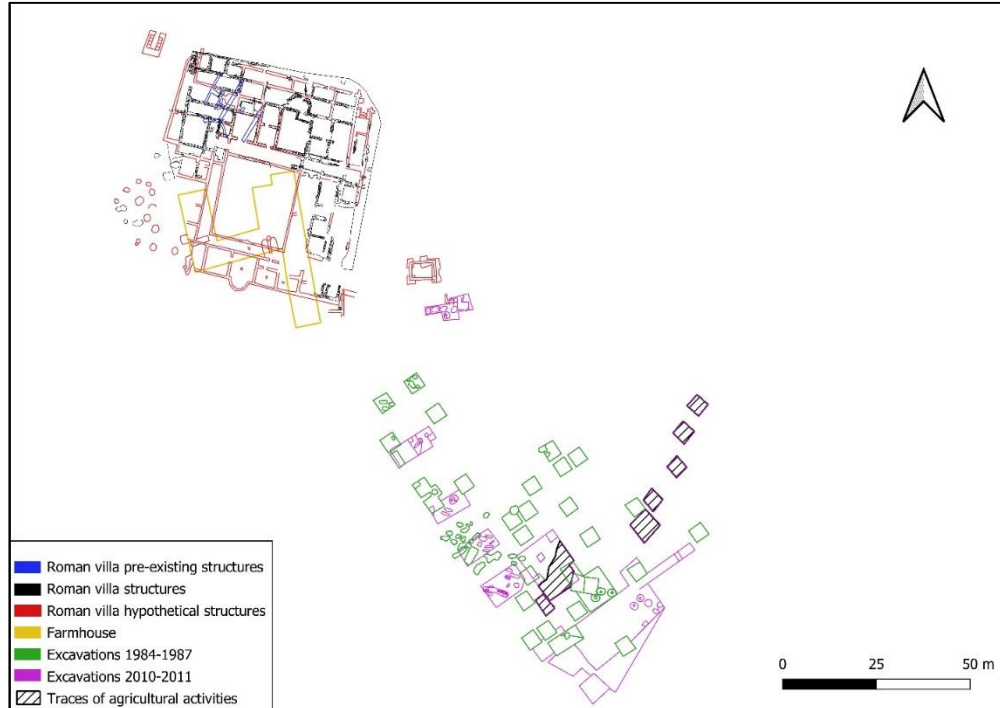 Roman villa pre-existing structures
Roman villa structures
Roman villa hypothetical structures
Farmhouse
Excavations 1984-1987
Excavations 2010-2011
Traces of agricultural activities
0 25 50 m